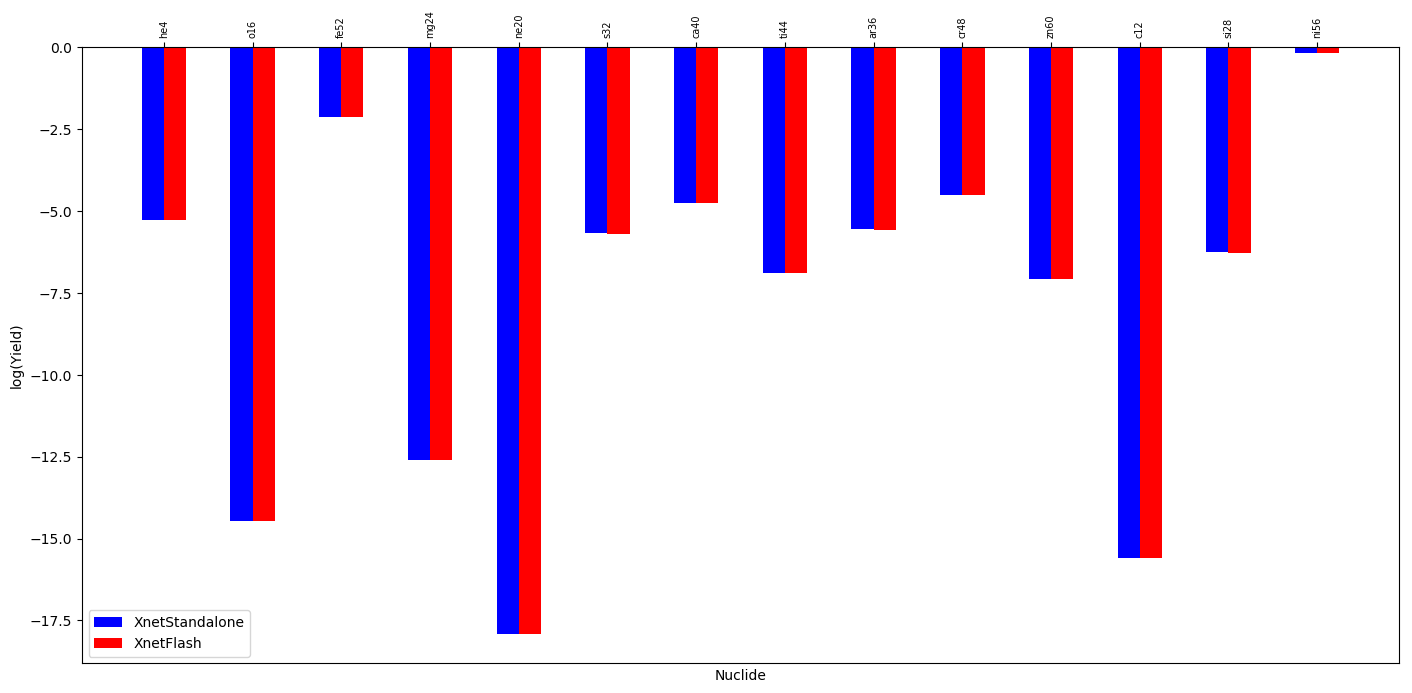 he4 o16 fe52 mg24 ne20 s32 ca40 ti44 ar36 cr48 zn60 c12 si28 ni56
0.0
−2.5
−5.0
−7.5
−10.0
−12.5
−15.0
−17.5
log(Yield)
XnetStandalone
XnetFlash
Nuclide